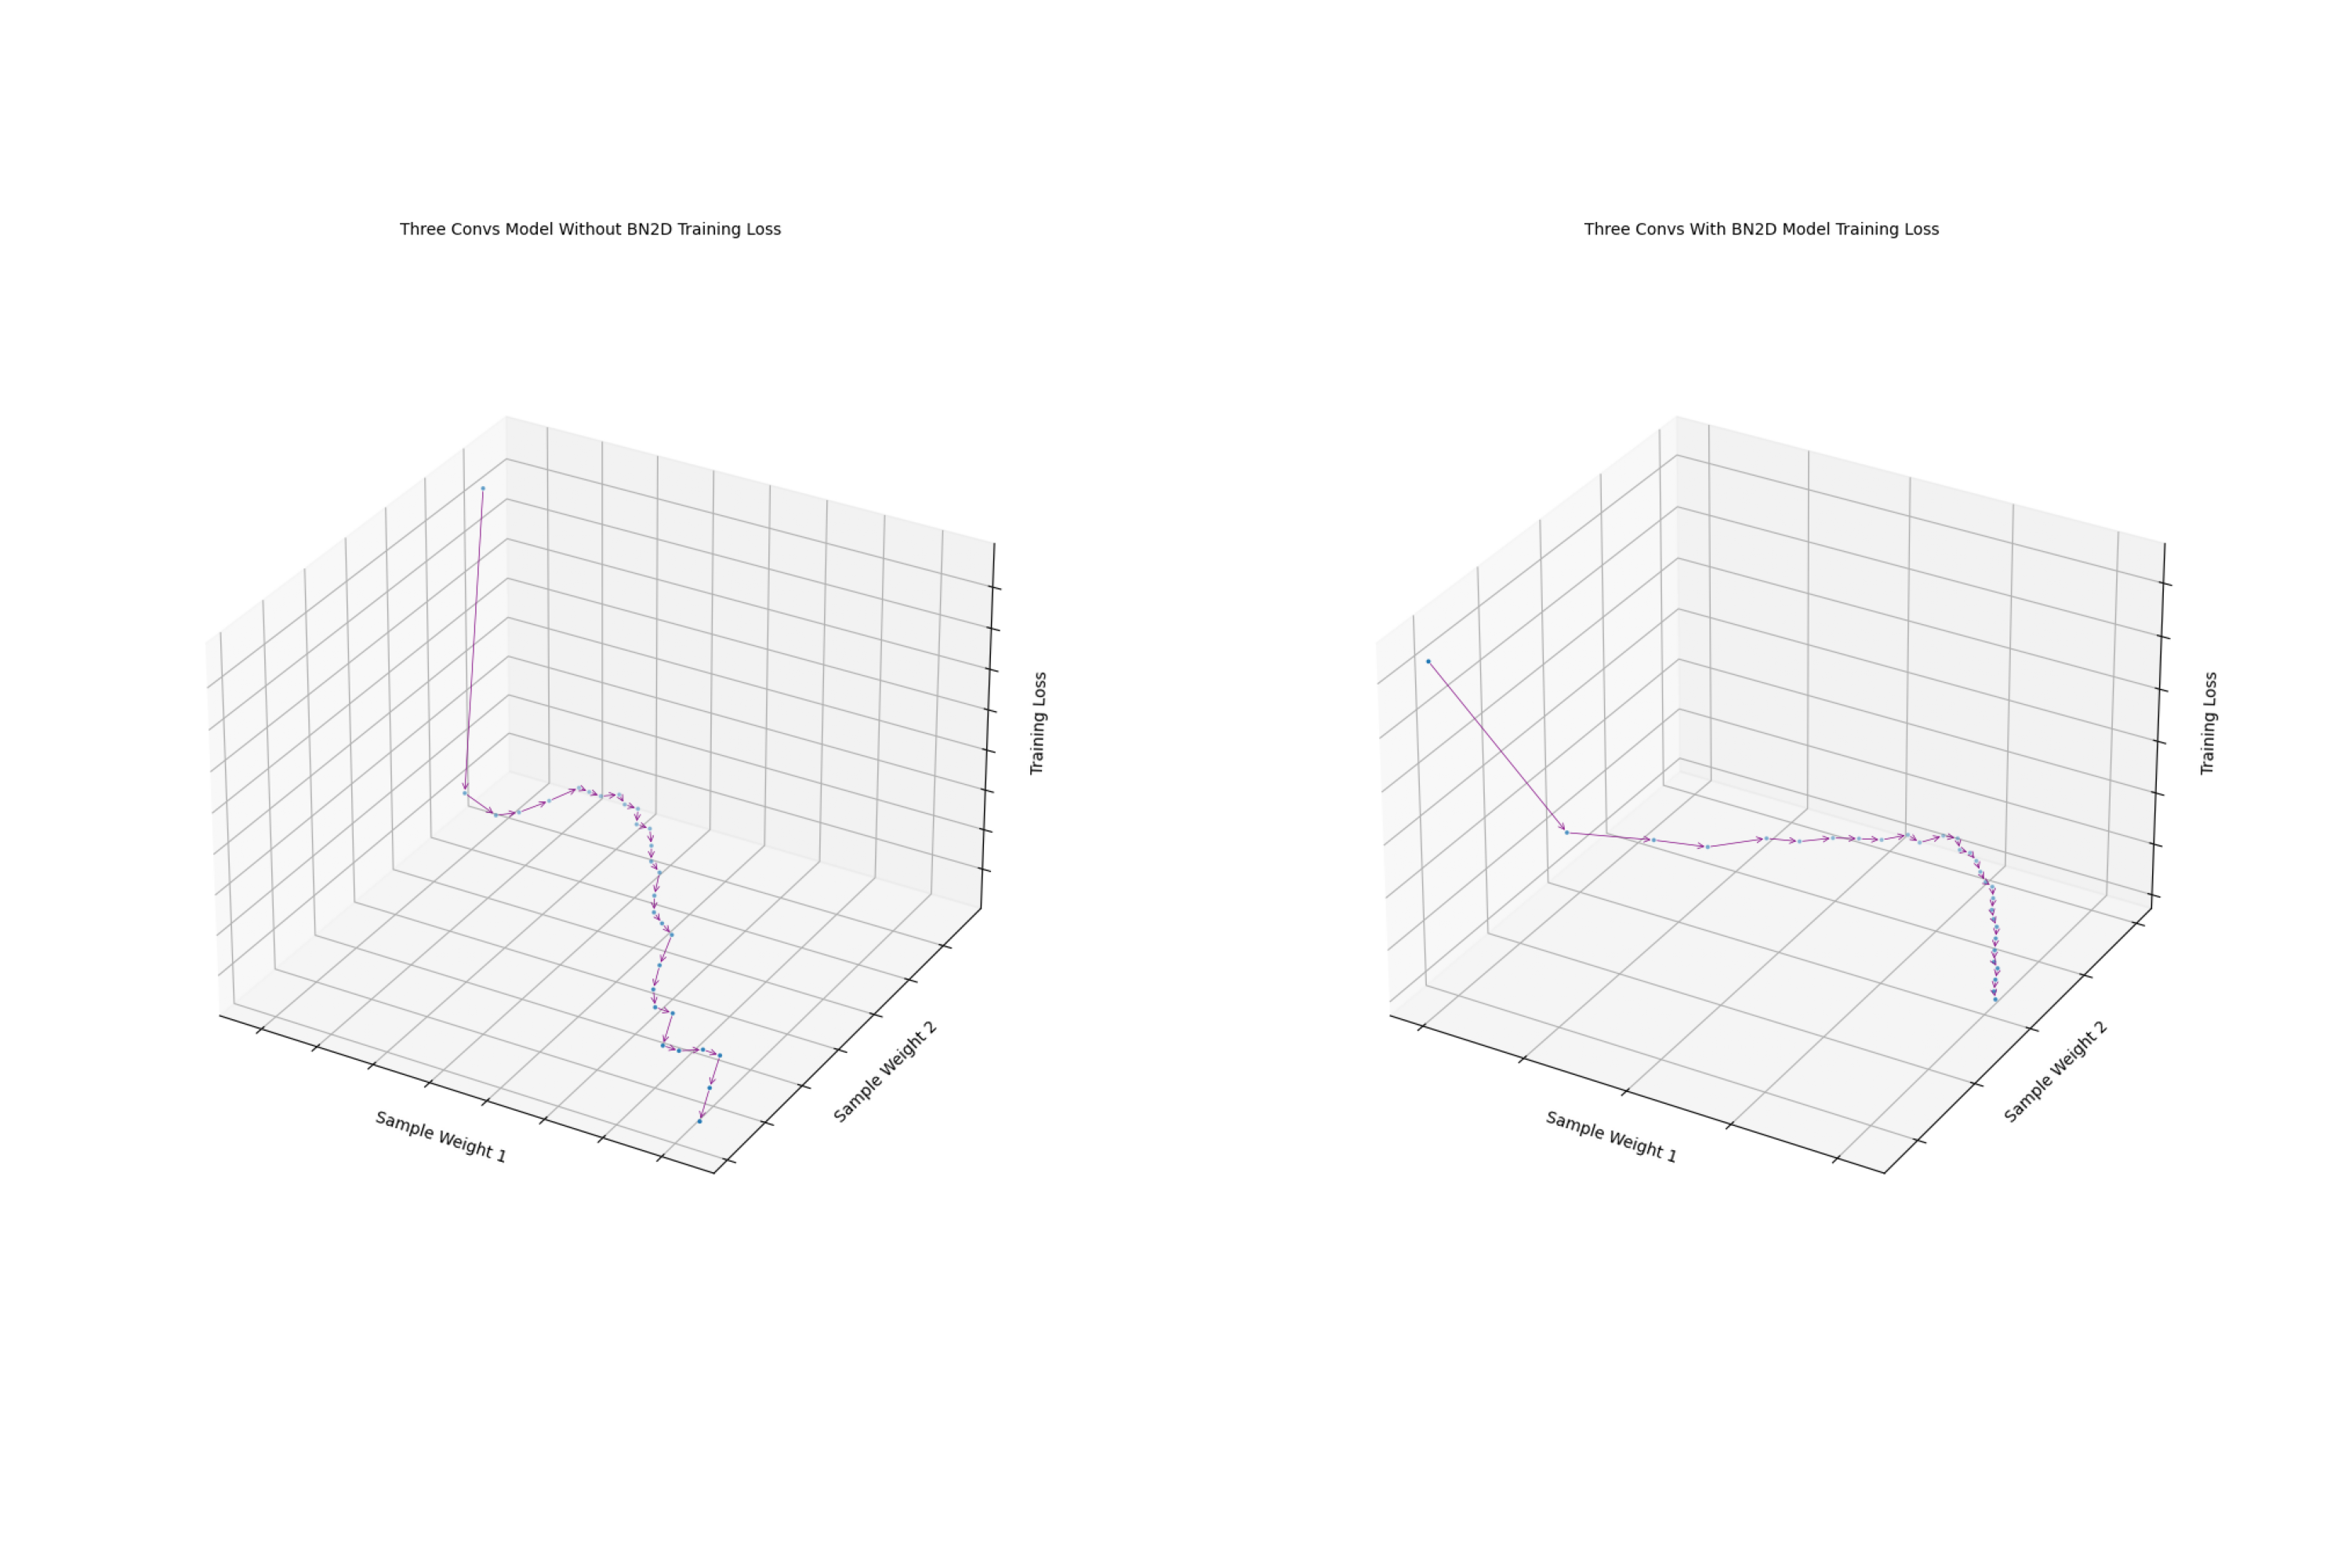 Three Convs Model Without BN2D Training Loss
Training Loss
Sample Weight 2
Sample Weight 1
Three Convs With BN2D Model Training Loss
Training Loss
Sample Weight 2
Sample Weight 1